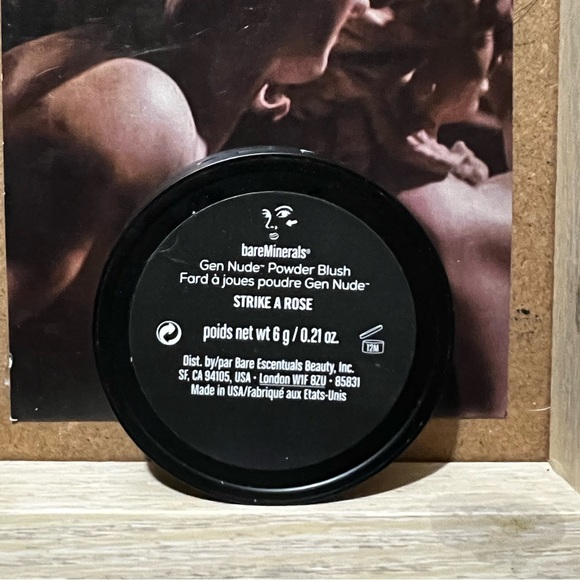 bareMinerals®
Gen Nude™ Powder Blush
Fard à joues poudre Gen Nude™
STRIKE A ROSE
poids net wt 6 g / 0.21 oz.
12M
Dist. by/par Bare Escentuals Beauty, Inc.
SF, CA 94105, USA • London W1F 8ZU • 85831
Made in USA/Fabriqué aux Etats-Unis